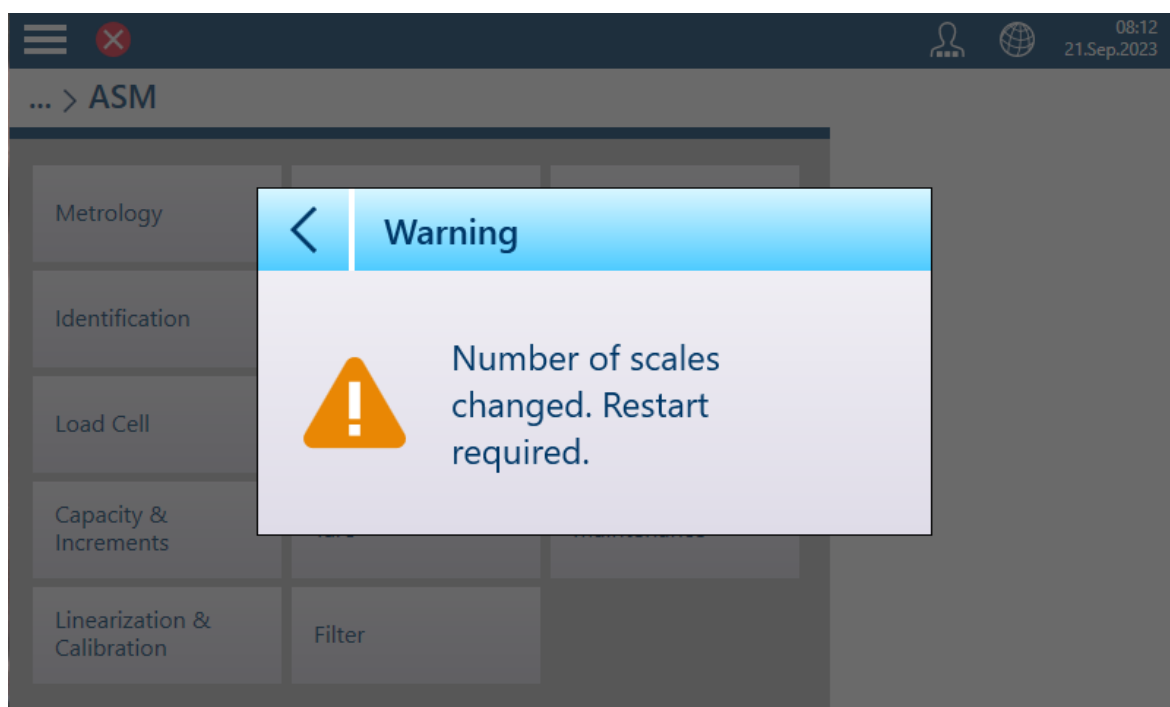 08:12
21.Sep.2023
... > ASM
Metrology
Warning
Identification
Number of scales
changed. Restart
required.
Load Cell
Capacity &
Increments
Linearization &
Calibration
Filter